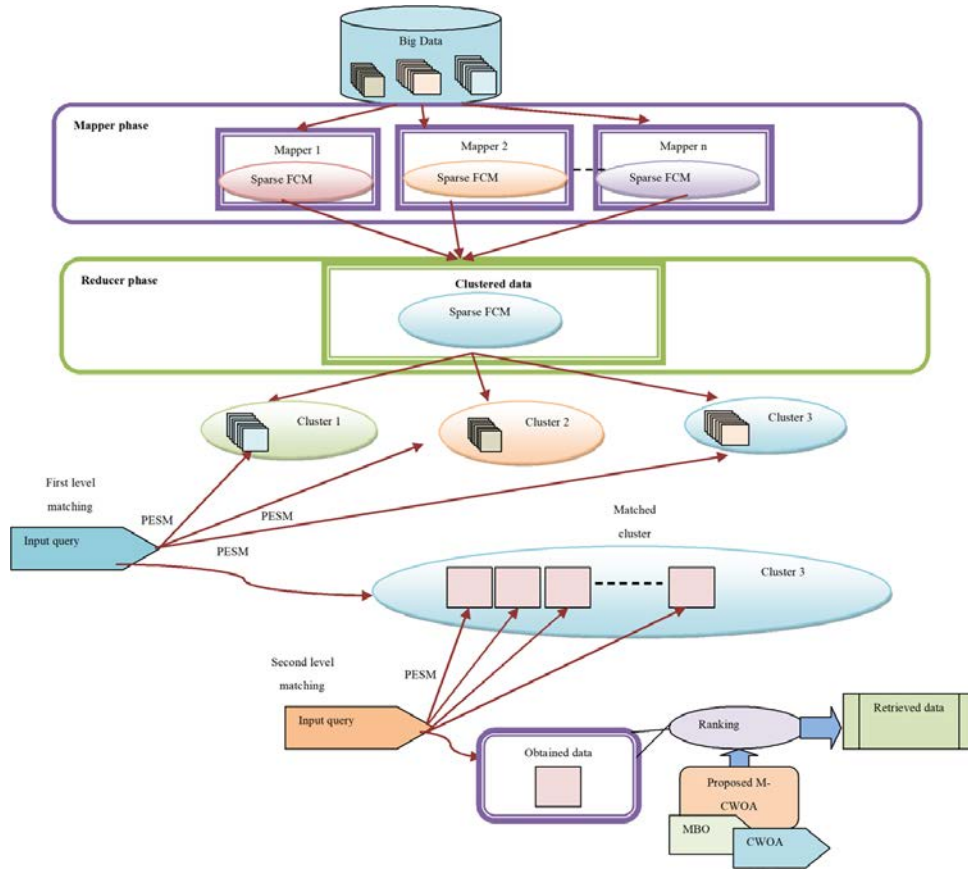 Big Data
Mapper phase
Mapper 1
Mapper 2
Mapper n
Sparse FCM
Sparse FCM
Sparse FCM
Reducer phase
Clustered data
Sparse FCM
Cluster 1
Cluster 2
Cluster 3
First level
matching
PESM
PESM
PESM
Input query
Matched
cluster
Cluster 3
Second level
matching
PESM
Input query
Obtained data
Ranking
Retrieved data
Proposed M-
CWOA
MBO
CWOA